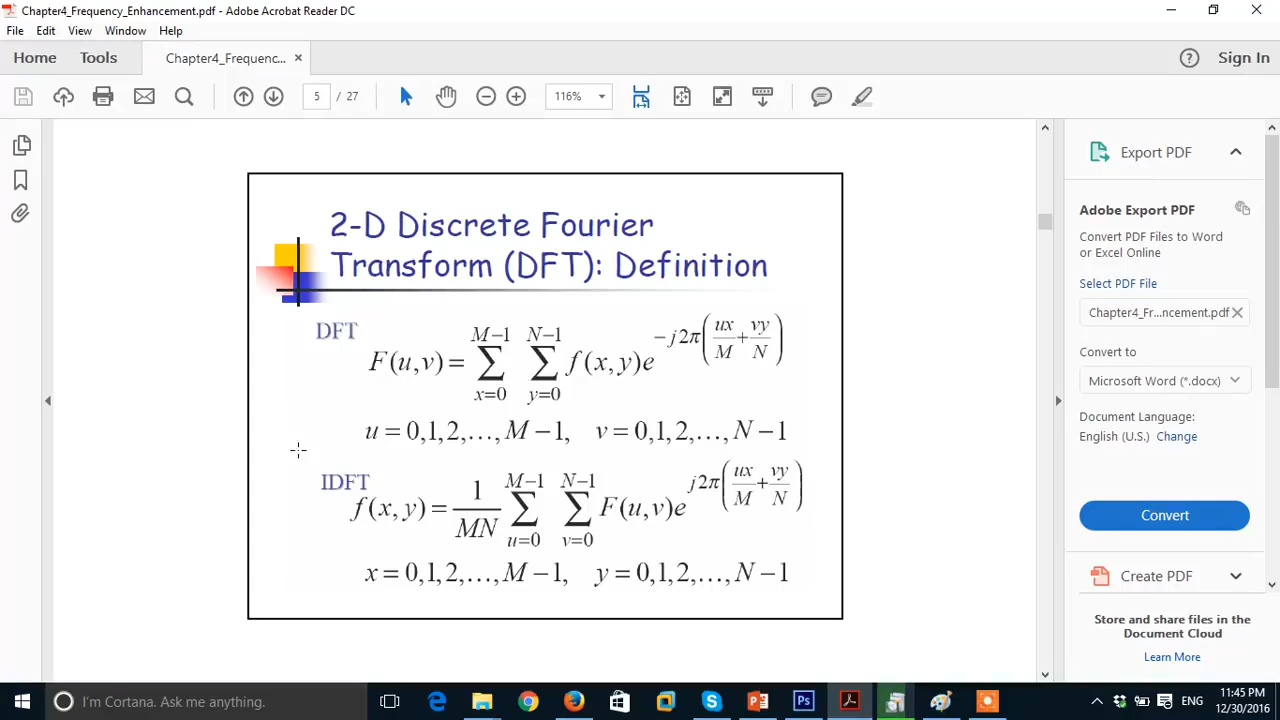 Chapter4_Frequency_Enhancement.pdf - Adobe Acrobat Reader DC
File Edit View Window Help
Home Tools Chapter4_Frequenc... × Sign In
5 / 27 116%
2-D Discrete Fourier
Transform (DFT): Definition
DFT
F(u,v) = ∑_{x=0}^{M−1} ∑_{y=0}^{N−1} f(x,y)e^{−j2π(ux/M+vy/N)}
u = 0,1,2,…,M −1, v = 0,1,2,…,N −1
IDFT
f(x,y) = 1/MN ∑_{u=0}^{M−1} ∑_{v=0}^{N−1} F(u,v)e^{j2π(ux/M+vy/N)}
x = 0,1,2,…,M −1, y = 0,1,2,…,N −1
Export PDF
Adobe Export PDF
Convert PDF Files to Word
or Excel Online
Select PDF File
Chapter4_Fr...ncement.pdf ×
Convert to
Microsoft Word (*.docx)
Document Language:
English (U.S.) Change
Convert
Create PDF
Store and share files in the
Document Cloud
Learn More
I'm Cortana. Ask me anything.
ENG
11:45 PM
12/30/2016